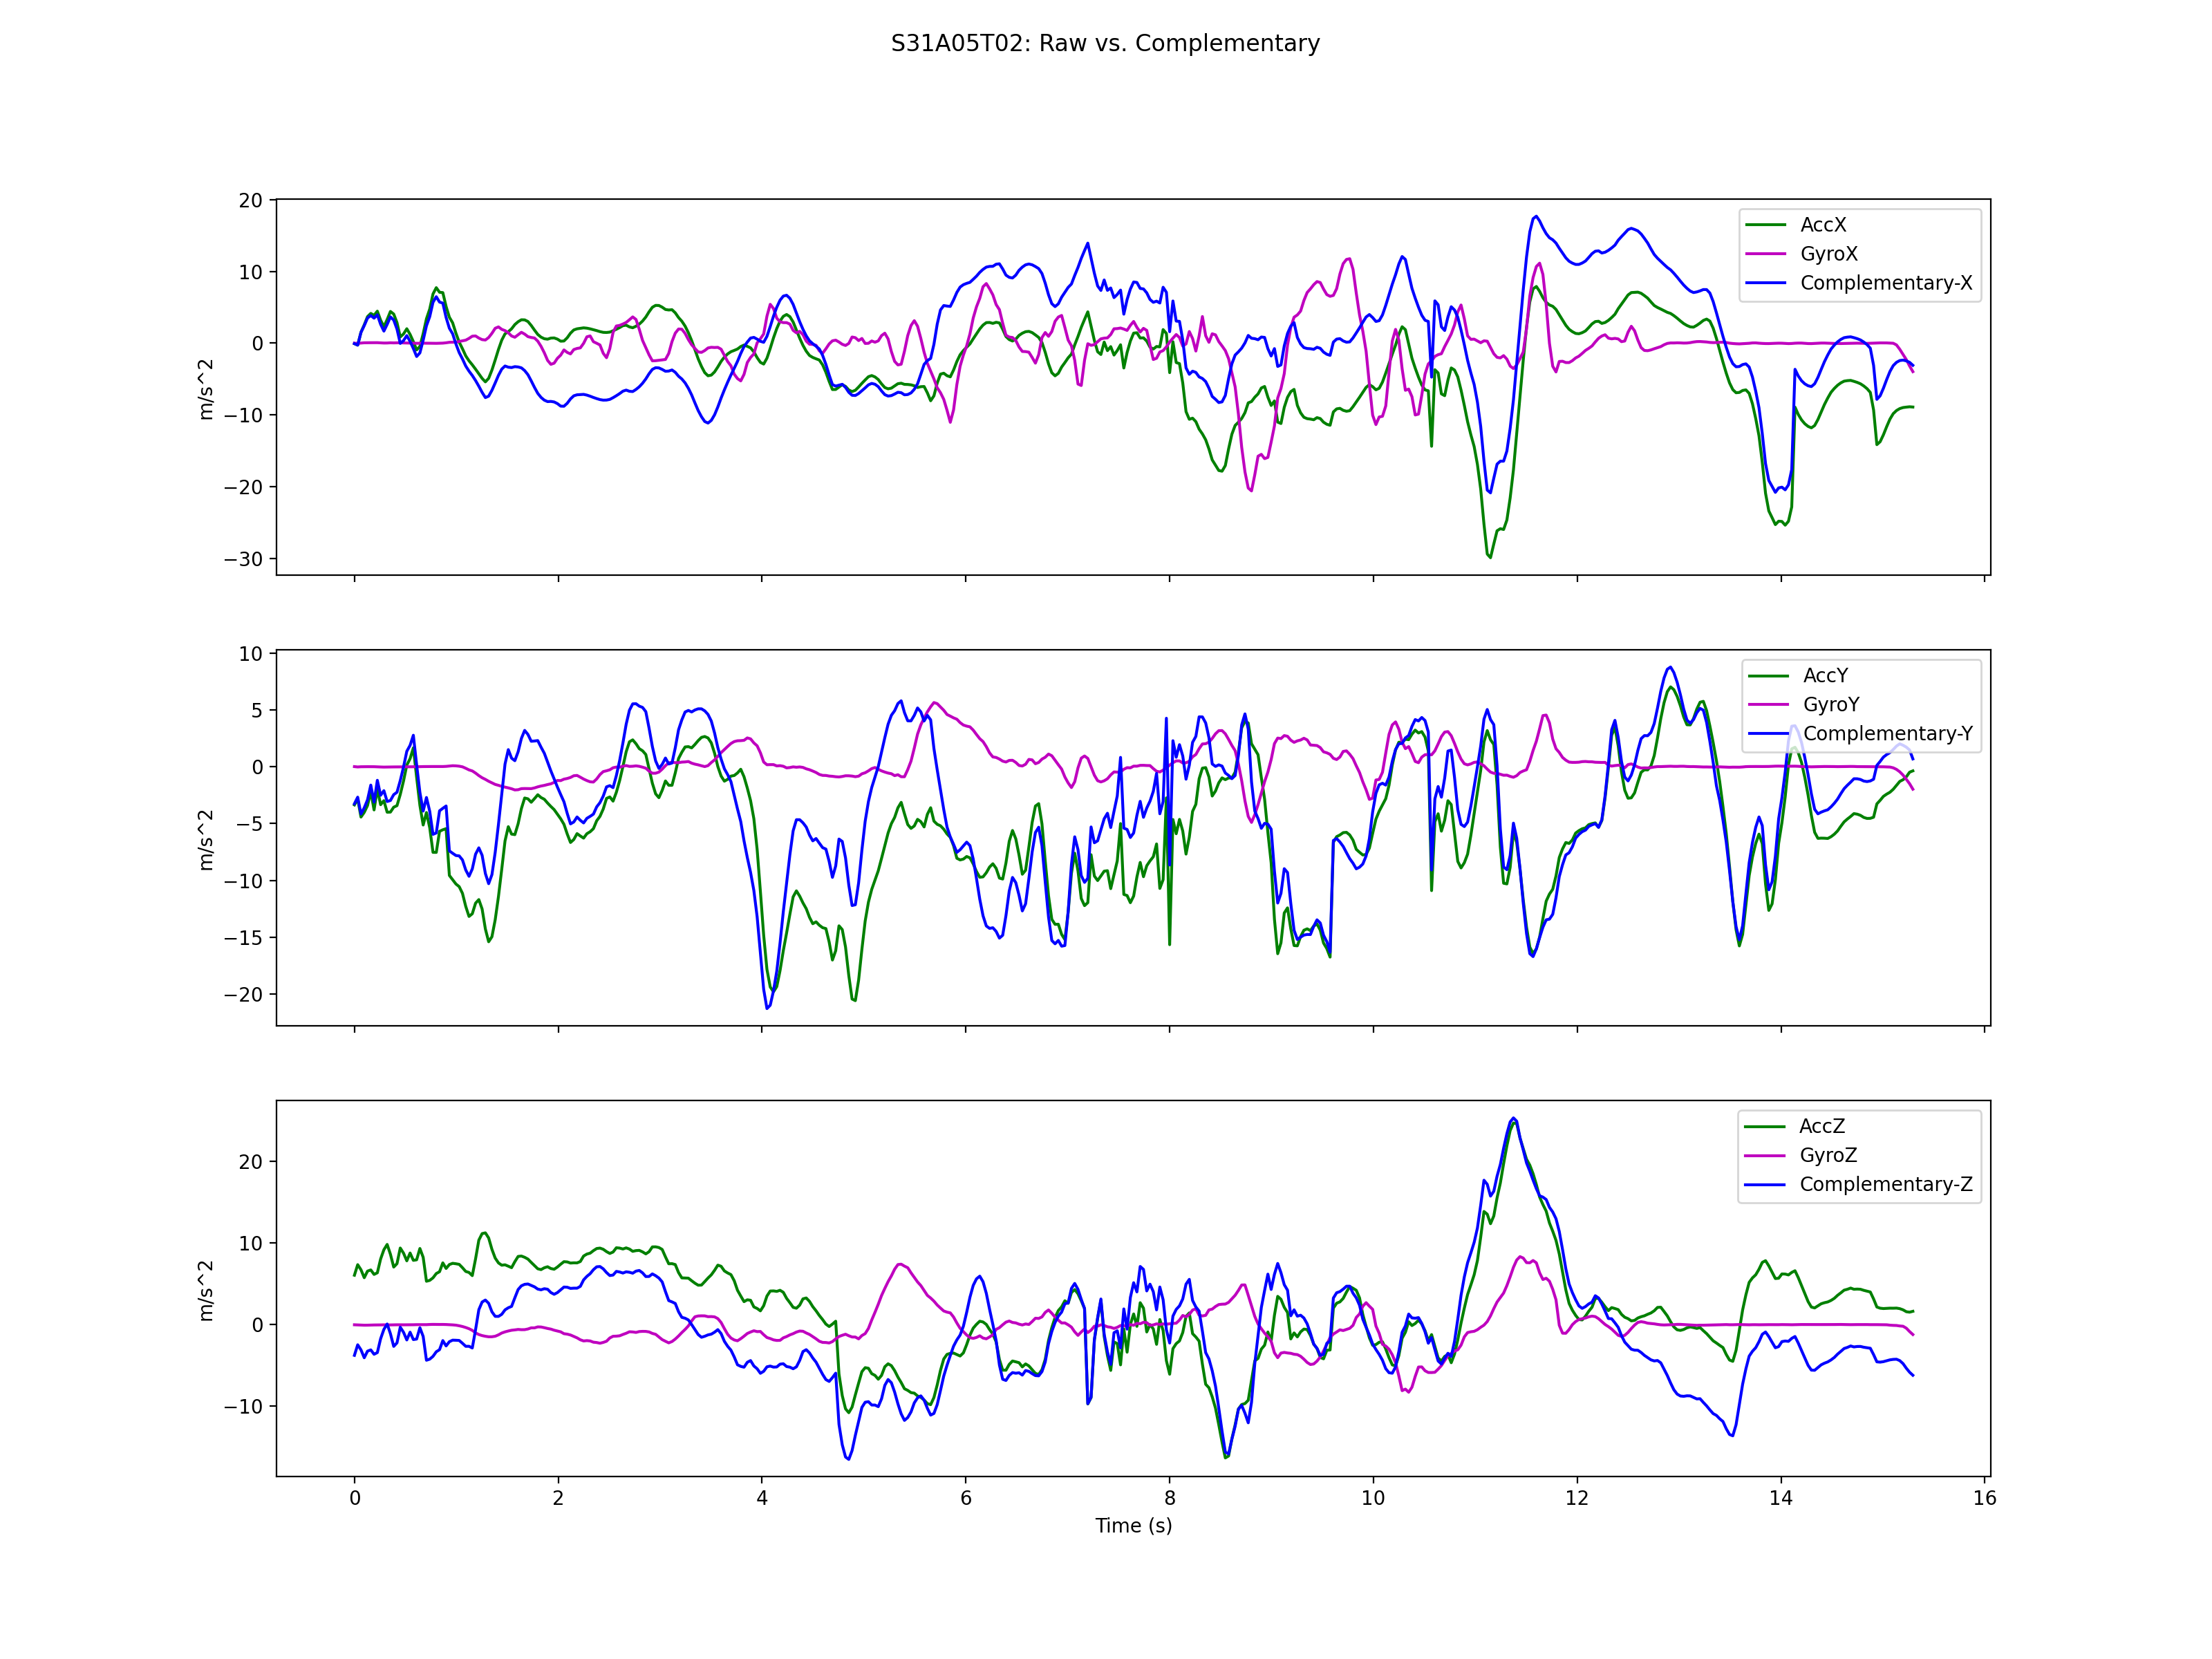 S31A05T02: Raw vs. Complementary
20
10
0
−10
−20
−30
m/s^2
AccX
GyroX
Complementary-X
10
5
0
−5
−10
−15
−20
m/s^2
AccY
GyroY
Complementary-Y
20
10
0
−10
m/s^2
AccZ
GyroZ
Complementary-Z
0 2 4 6 8 10 12 14 16
Time (s)